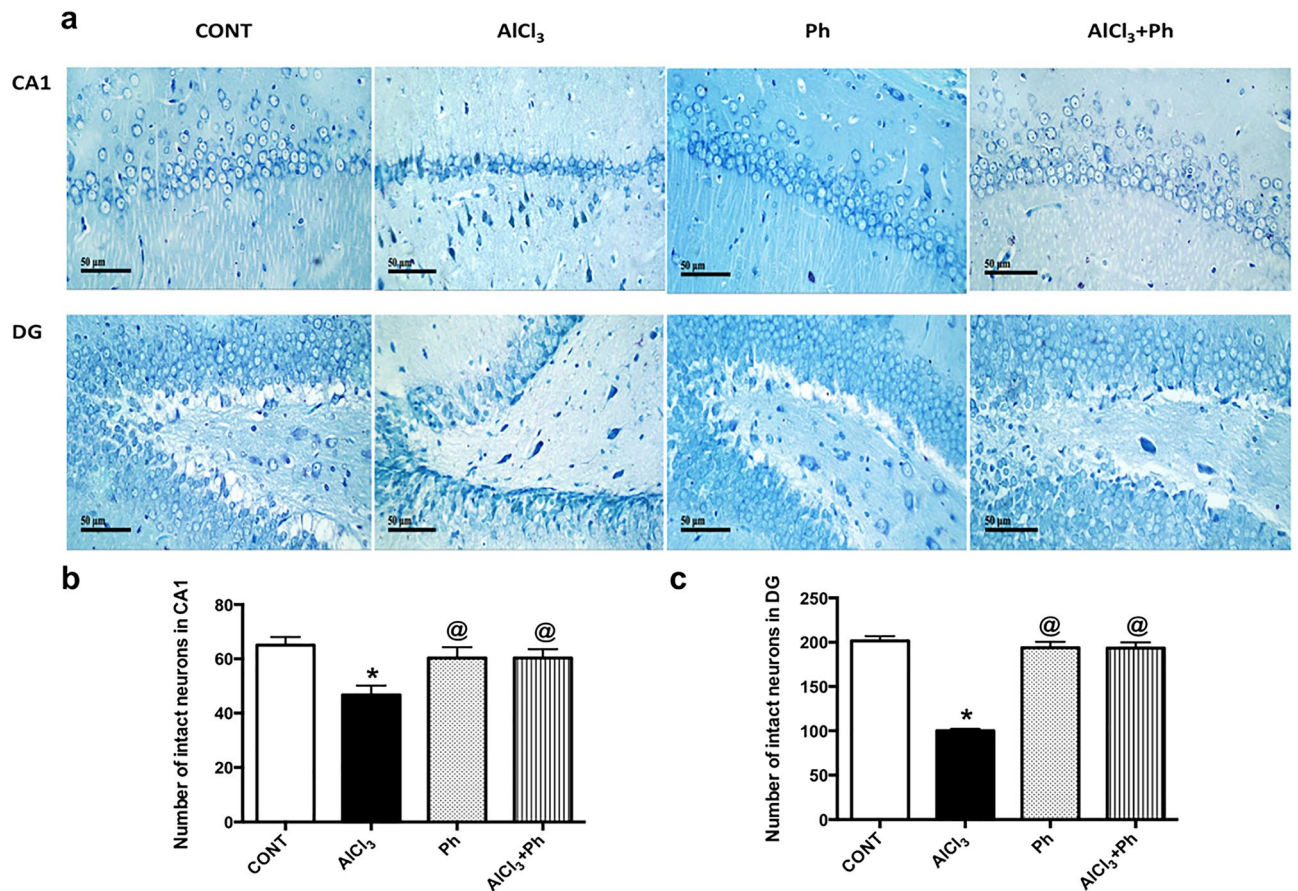 a
CONT AlCl₃ Ph AlCl₃+Ph
CA1
50 µm 50 µm 50 µm 50 µm
DG
50 µm 50 µm 50 µm 50 µm
b
Number of intact neurons in CA1
80
60
40
20
0
*
@
@
CONT AlCl₃ Ph AlCl₃+Ph
c
Number of intact neurons in DG
250
200
150
100
50
0
*
@
@
CONT AlCl₃ Ph AlCl₃+Ph